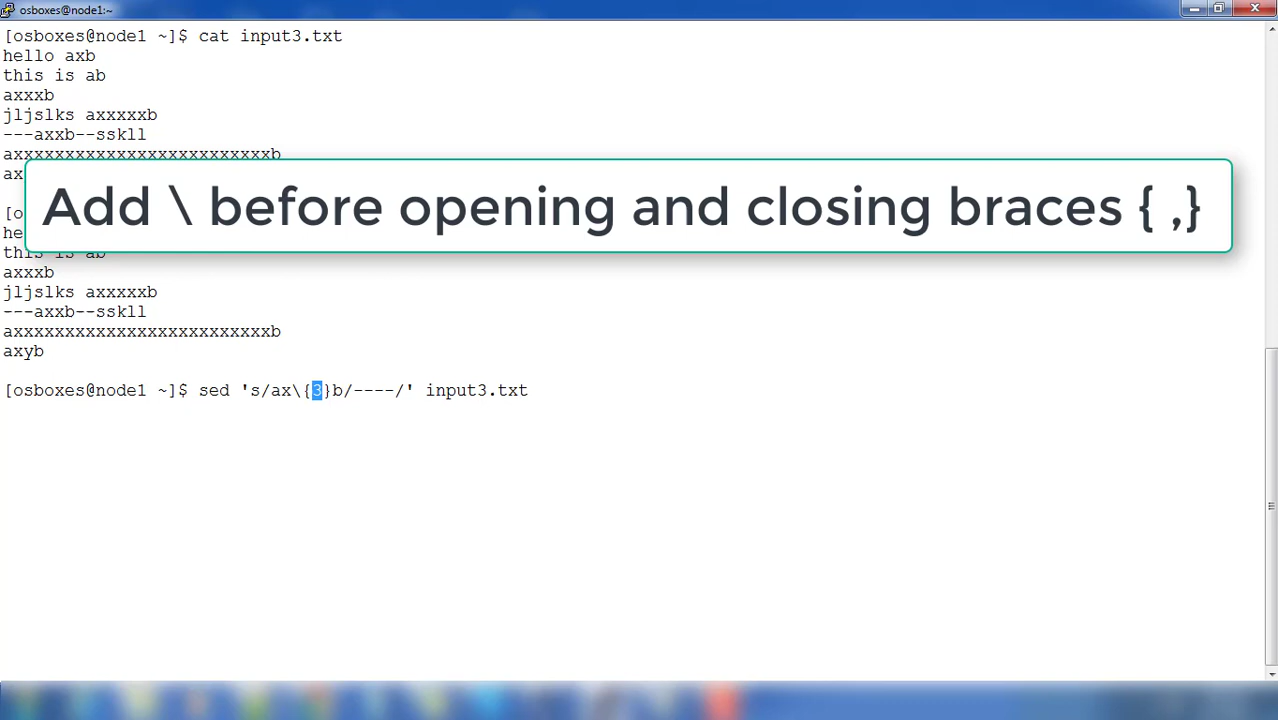 osboxes@node1:~
[osboxes@node1 ~]$ cat input3.txt
hello axb
this is ab
axxxb
jljslks axxxxxb
---axxb--sskll
axxxxxxxxxxxxxxxxxxxxxxxxb
ax
Add \ before opening and closing braces { ,}
[o
he
this is ab
axxxb
jljslks axxxxxb
---axxb--sskll
axxxxxxxxxxxxxxxxxxxxxxxxb
axyb
[osboxes@node1 ~]$ sed 's/ax\{3}b/----/' input3.txt